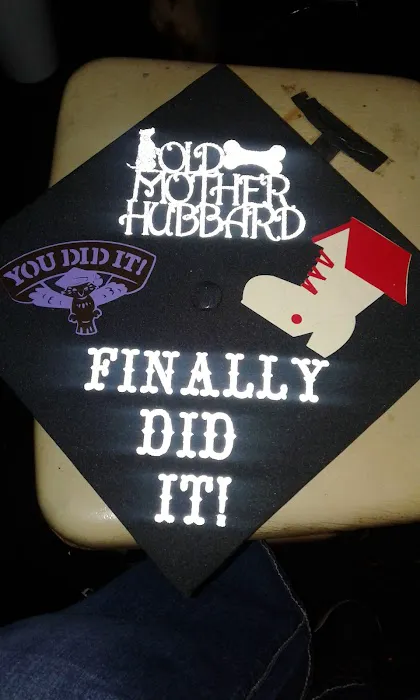 OLD
MOTHER
HUBBARD
YOU DID IT!
FINALLY
DID
IT!